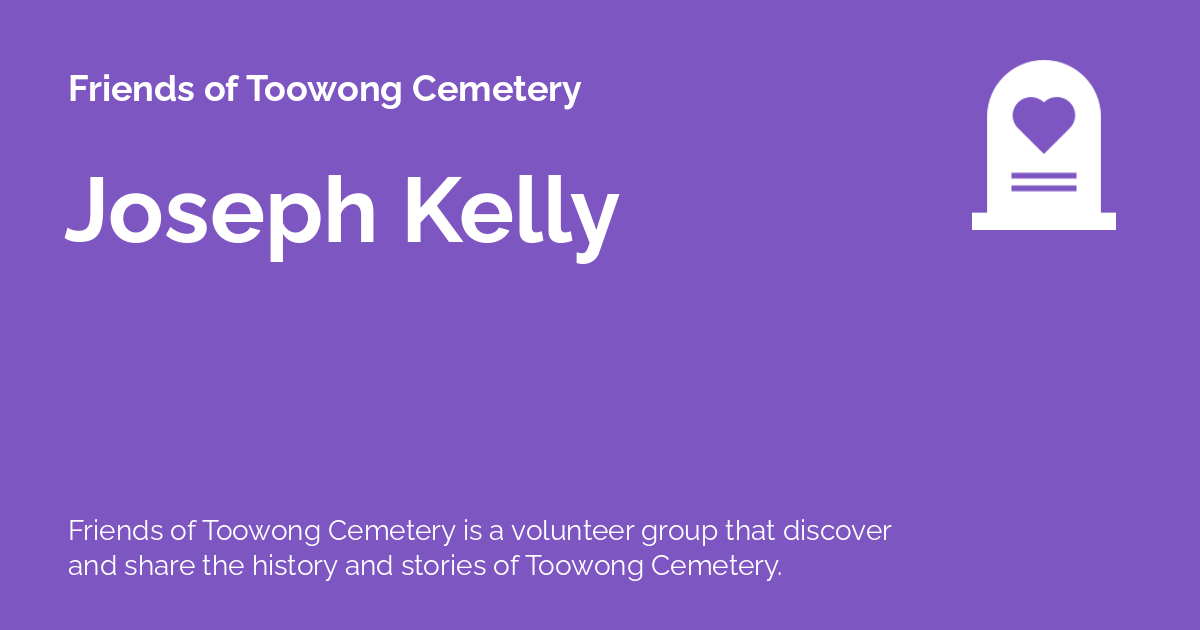 Friends of Toowong Cemetery
Joseph Kelly
Friends of Toowong Cemetery is a volunteer group that discover
and share the history and stories of Toowong Cemetery.